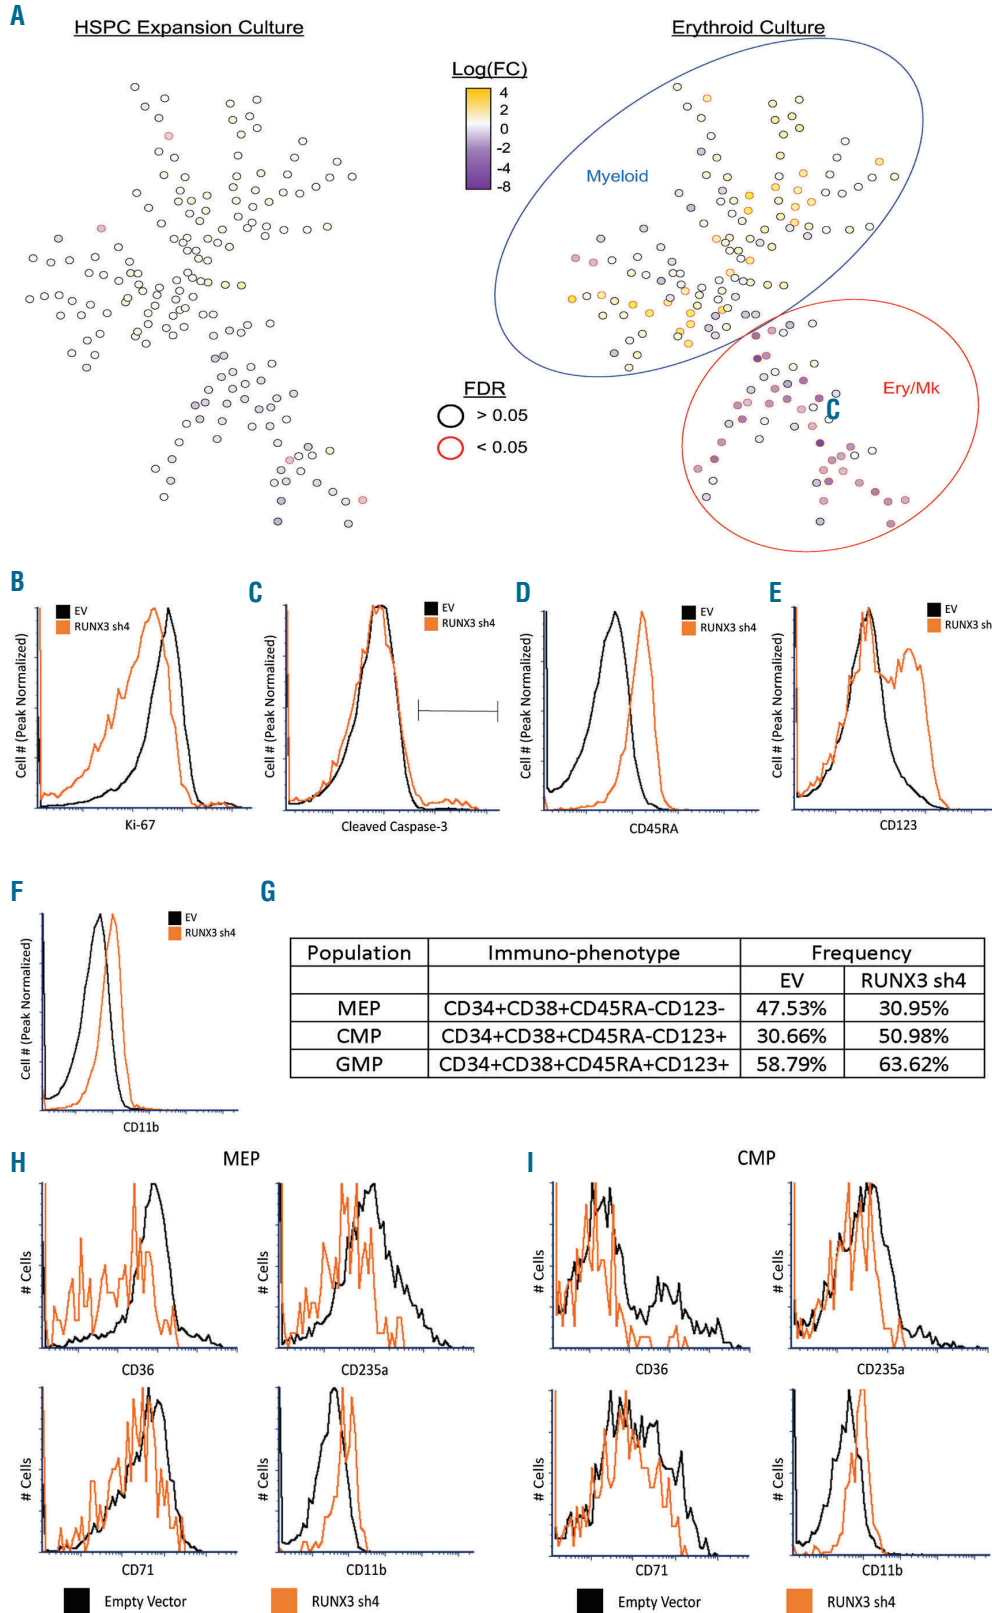 A
HSPC Expansion Culture
Erythroid Culture
Log(FC)
4
2
0
-2
-4
-8
Myeloid
FDR
> 0.05
< 0.05
Ery/Mk
C
B
EV
RUNX3 sh4
Cell # (Peak Normalized)
Ki-67
C
EV
RUNX3 sh4
Cell # (Peak Normalized)
Cleaved Caspase-3
D
EV
RUNX3 sh4
Cell # (Peak Normalized)
CD45RA
E
EV
RUNX3 sh
Cell # (Peak Normalized)
CD123
F
EV
RUNX3 sh4
Cell # (Peak Normalized)
CD11b
G
Population Immuno-phenotype Frequency
EV RUNX3 sh4
MEP CD34+CD38+CD45RA-CD123- 47.53% 30.95%
CMP CD34+CD38+CD45RA-CD123+ 30.66% 50.98%
GMP CD34+CD38+CD45RA+CD123+ 58.79% 63.62%
H
MEP
# Cells
CD36
# Cells
CD235a
# Cells
CD71
# Cells
CD11b
Empty Vector
RUNX3 sh4
I
CMP
# Cells
CD36
# Cells
CD235a
# Cells
CD71
# Cells
CD11b
Empty Vector
RUNX3 sh4